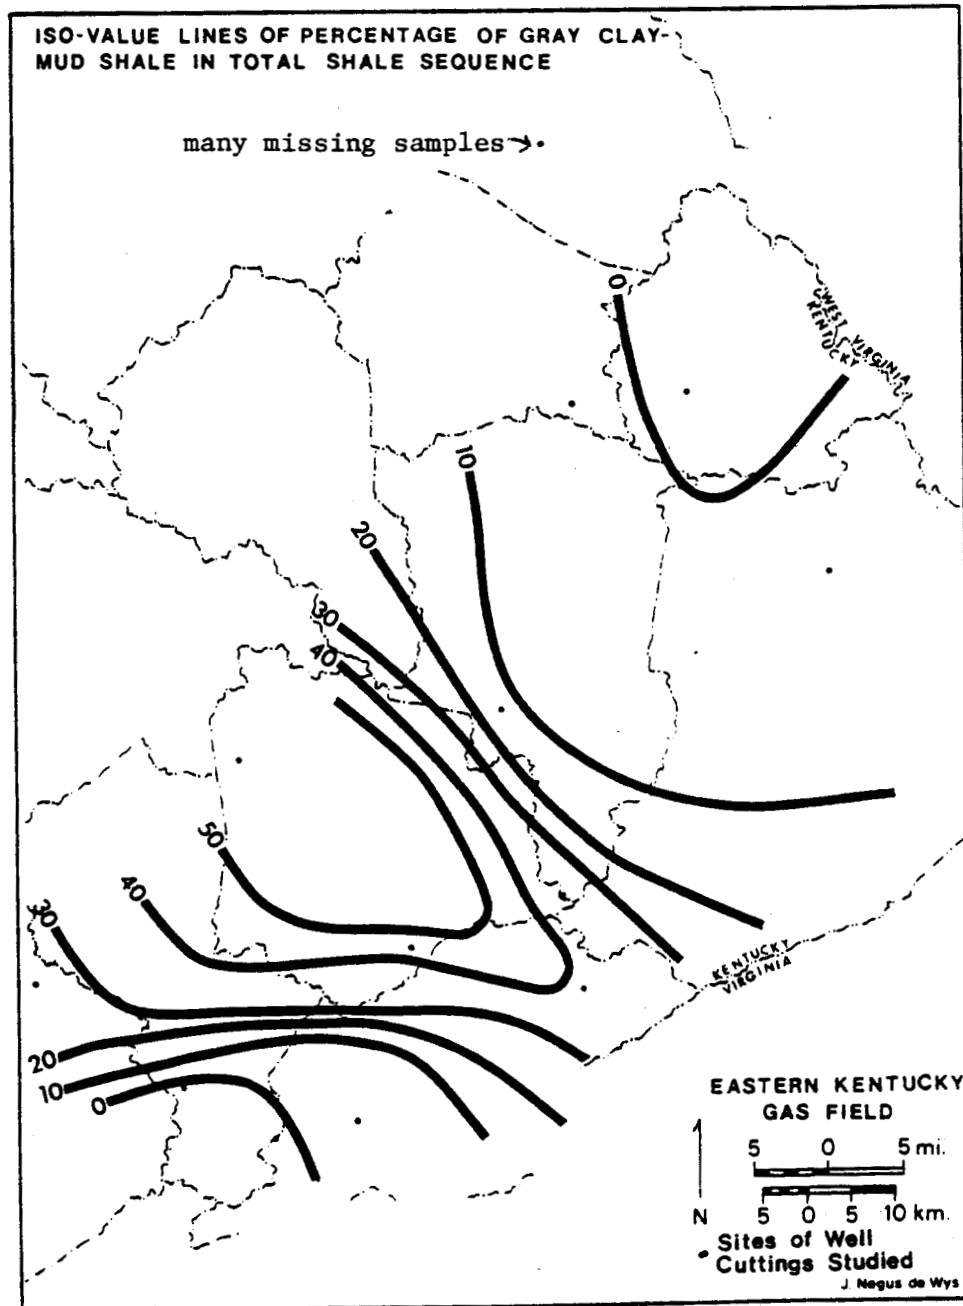 ISO-VALUE LINES OF PERCENTAGE OF GRAY CLAY-
MUD SHALE IN TOTAL SHALE SEQUENCE
many missing samples→.
0
WEST VIRGINIA
KENTUCKY
10
20
30
40
50
40
30
KENTUCKY
VIRGINIA
20
10
0
EASTERN KENTUCKY
GAS FIELD
5 0 5 mi.
5 0 5 10 km.
N
Sites of Well
Cuttings Studied
J. Negus de Wys